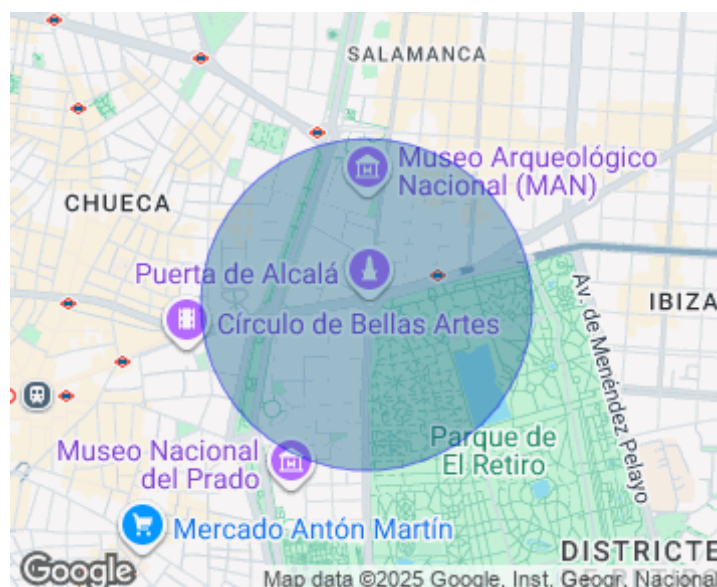 SALAMANCA
Museo Arqueológico
Nacional (MAN)
CHUECA
Puerta de Alcalá
Av. de Menéndez Pelayo
IBIZA
Círculo de Bellas Artes
Parque de
El Retiro
Museo Nacional
del Prado
Mercado Antón Martín
DISTRICTE
Google
Map data ©2025 Google, Inst. Geogr. Nacional